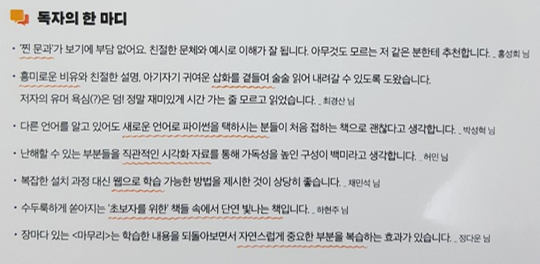 독자의 한 마디
• '찐 문과'가 보기에 부담 없어요. 친절한 문체와 예시로 이해가 잘 됩니다. 아무것도 모르는 저 같은 분한테 추천합니다. _ 홍성희 님
• 흥미로운 비유와 친절한 설명, 아기자기 귀여운 삽화를 곁들여 술술 읽어 내려갈 수 있도록 도왔습니다.
저자의 유머 욕심(?)은 덤! 정말 재미있게 시간 가는 줄 모르고 읽었습니다. _ 최경산 님
• 다른 언어를 알고 있어도 새로운 언어로 파이썬을 택하시는 분들이 처음 접하는 책으로 괜찮다고 생각합니다. _ 박성혁 님
• 난해할 수 있는 부분들을 직관적인 시각화 자료를 통해 가독성을 높인 구성이 백미라고 생각합니다. _ 허인 님
• 복잡한 설치 과정 대신 웹으로 학습 가능한 방법을 제시한 것이 상당히 좋습니다. _ 채민석 님
• 수두룩하게 쏟아지는 '초보자를 위한' 책들 속에서 단연 빛나는 책입니다. _ 하현주 님
• 장마다 있는 <마무리>는 학습한 내용을 되돌아보면서 자연스럽게 중요한 부분을 복습하는 효과가 있습니다. _ 정다운 님